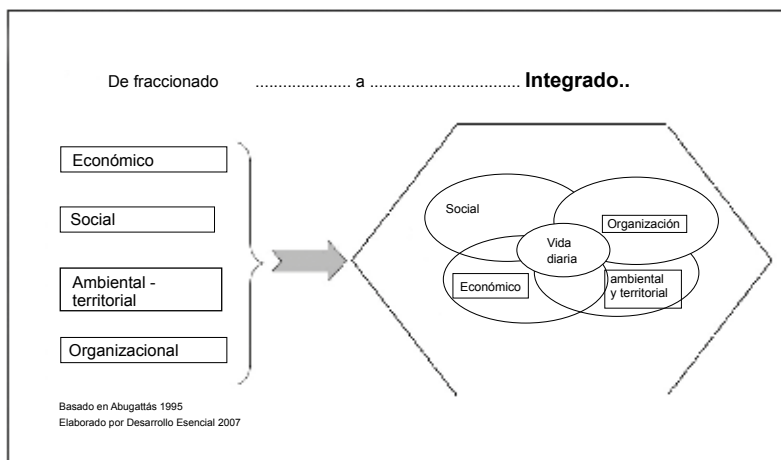 De fraccionado ..................... a ................................. Integrado..
Económico
Social
Ambiental -
territorial
Organizacional
Social
Organización
Vida
diaria
Económico
ambiental
y territorial
Basado en Abugattás 1995
Elaborado por Desarrollo Esencial 2007